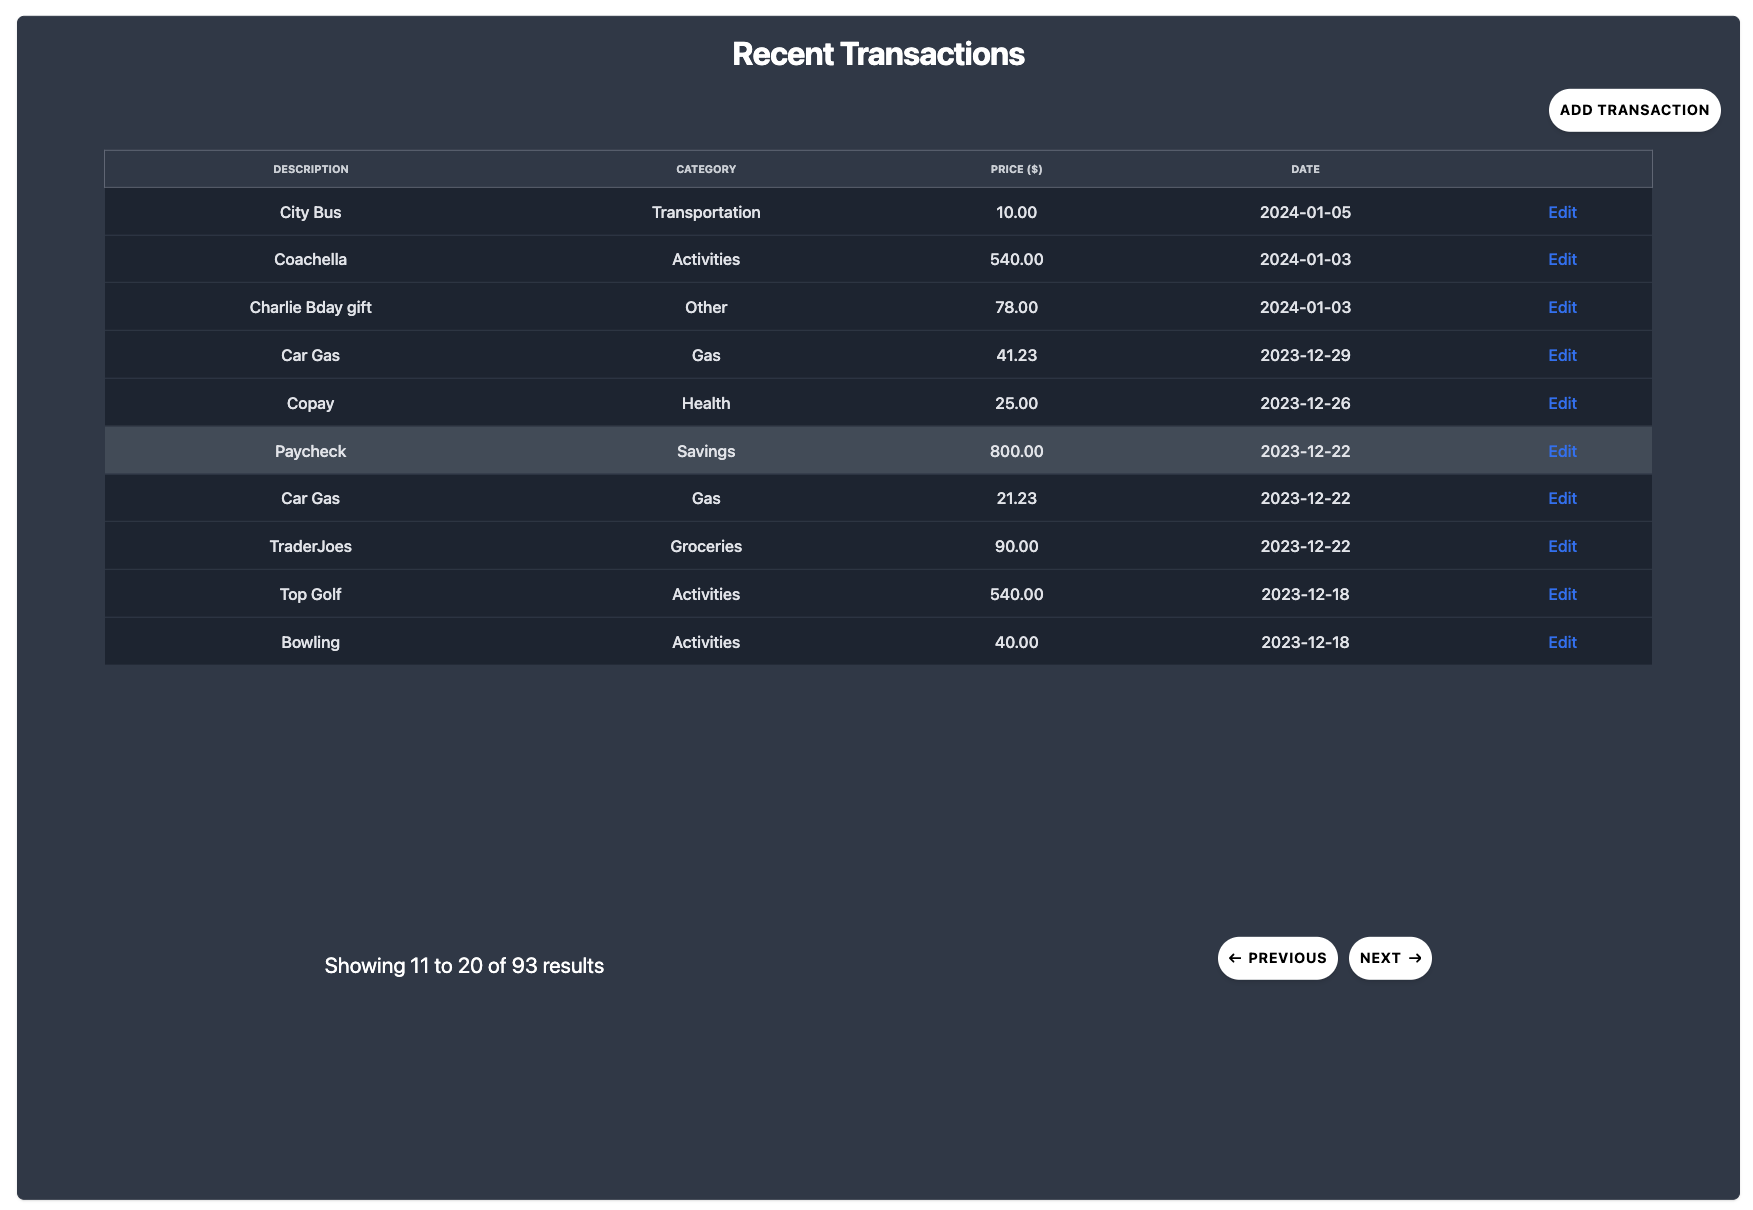 Recent Transactions
ADD TRANSACTION
DESCRIPTION CATEGORY PRICE ($) DATE
City Bus Transportation 10.00 2024-01-05 Edit
Coachella Activities 540.00 2024-01-03 Edit
Charlie Bday gift Other 78.00 2024-01-03 Edit
Car Gas Gas 41.23 2023-12-29 Edit
Copay Health 25.00 2023-12-26 Edit
Paycheck Savings 800.00 2023-12-22 Edit
Car Gas Gas 21.23 2023-12-22 Edit
TraderJoes Groceries 90.00 2023-12-22 Edit
Top Golf Activities 540.00 2023-12-18 Edit
Bowling Activities 40.00 2023-12-18 Edit
Showing 11 to 20 of 93 results ← PREVIOUS NEXT →